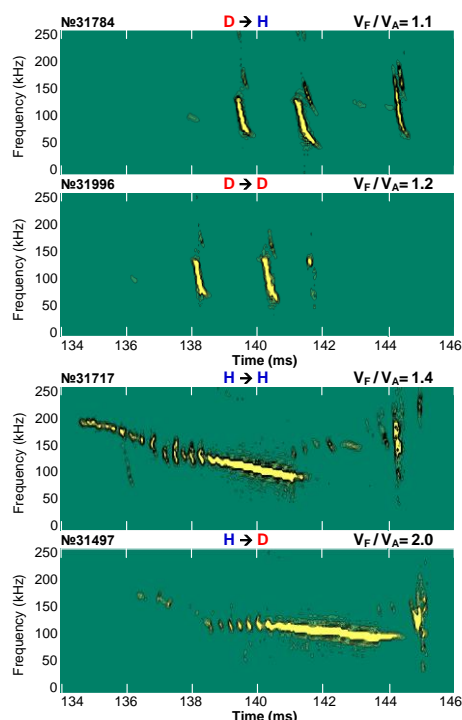 №31784 D → H V_F / V_A = 1.1
Frequency (kHz)
250
200
150
100
50
0
№31996 D → D V_F / V_A = 1.2
Frequency (kHz)
250
200
150
100
50
0
134 136 138 140 142 144 146
Time (ms)
№31717 H → H V_F / V_A = 1.4
Frequency (kHz)
250
200
150
100
50
0
№31497 H → D V_F / V_A = 2.0
Frequency (kHz)
250
200
150
100
50
0
134 136 138 140 142 144 146
Time (ms)